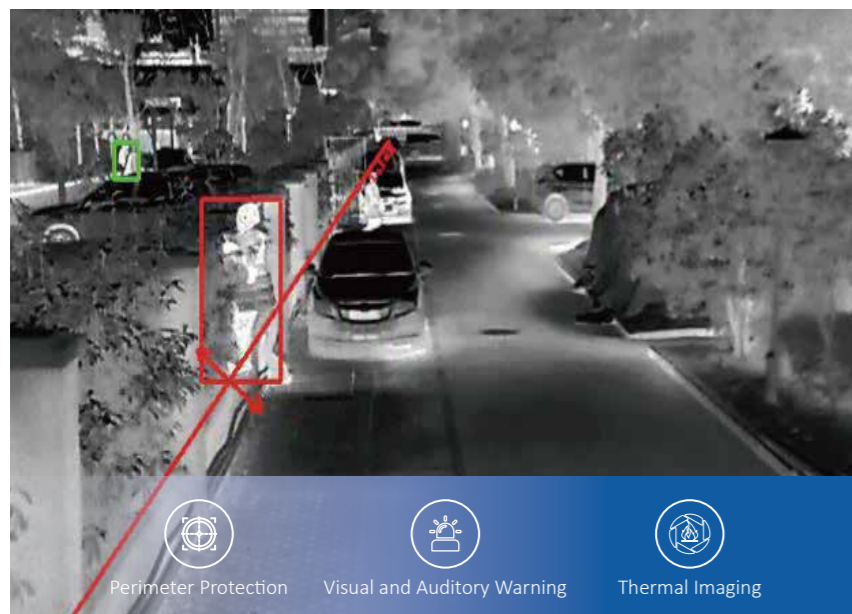 Perimeter Protection
Visual and Auditory Warning
Thermal Imaging